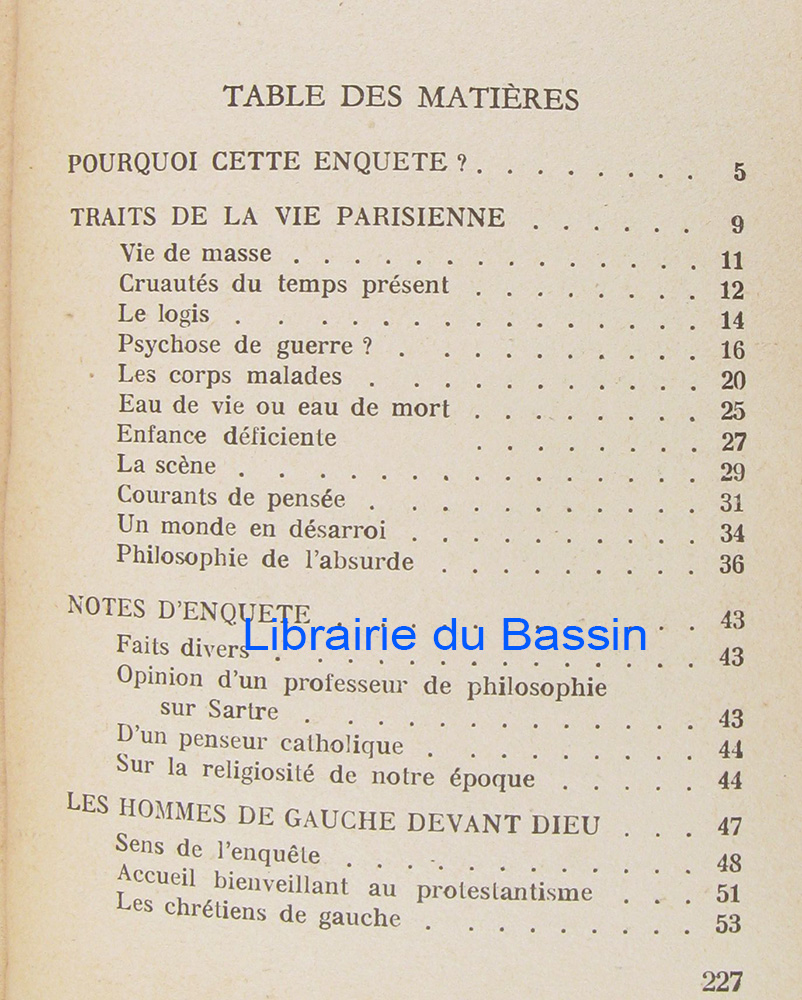 TABLE DES MATIÈRES
POURQUOI CETTE ENQUETE ? . . . . . . . . 5
TRAITS DE LA VIE PARISIENNE . . . . . . 9
Vie de masse . . . . . . . . . . . . . 11
Cruautés du temps présent . . . . . . . . 12
Le logis . . . . . . . . . . . . . . 14
Psychose de guerre ? . . . . . . . . . . 16
Les corps malades . . . . . . . . . . . 20
Eau de vie ou eau de mort . . . . . . . . 25
Enfance déficiente . . . . . . . . 27
La scène . . . . . . . . . . . . . 29
Courants de pensée . . . . . . . . . . . 31
Un monde en désarroi . . . . . . . . . . 34
Philosophie de l'absurde . . . . . . . . . 36
NOTES D'ENQUETE . . . . . . . . . . . 43
Librairie du Bassin
Faits divers . . . . . . . . . . . . . 43
Opinion d'un professeur de philosophie
sur Sartre . . . . . . . . . . . . 43
D'un penseur catholique . . . . . . . . . 44
Sur la religiosité de notre époque . . . . . 44
LES HOMMES DE GAUCHE DEVANT DIEU . . . 47
Sens de l'enquête . . . . . . . . . . . 48
Accueil bienveillant au protestantisme . . . 51
Les chrétiens de gauche . . . . . . . . . 53
227